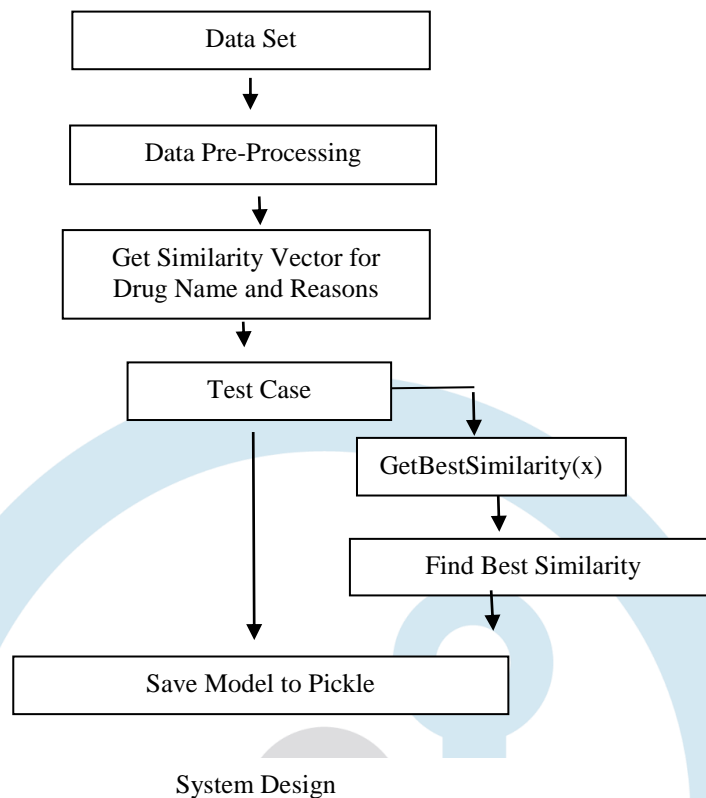 Data Set
Data Pre-Processing
Get Similarity Vector for
Drug Name and Reasons
Test Case
GetBestSimilarity(x)
Find Best Similarity
Save Model to Pickle
System Design